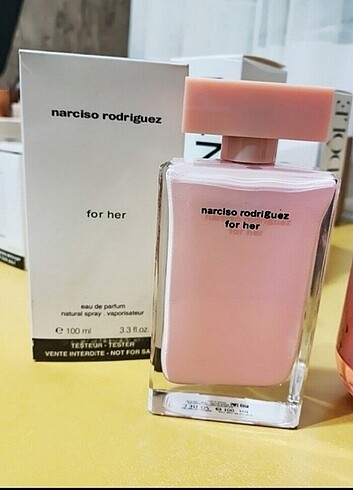 narciso rodriguez
for her
eau de parfum
natural spray . vaporisateur
e 100 ml 3.3 fl.oz.
TESTEUR - TESTER
VENTE INTERDITE - NOT FOR SA
narciso rodriguez
for her